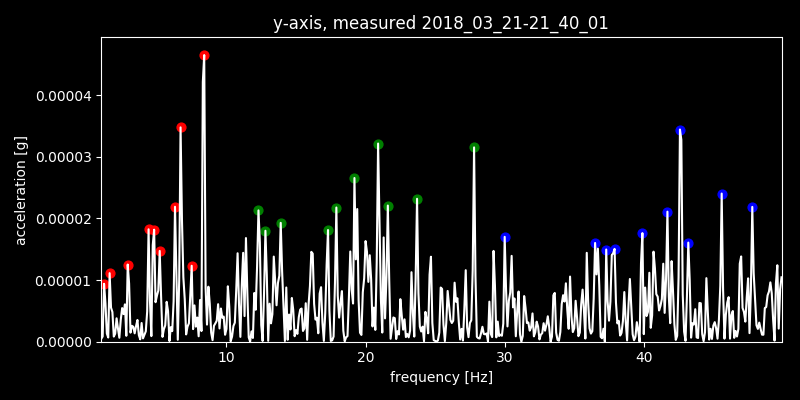 y-axis, measured 2018_03_21-21_40_01
0.00004
0.00003
0.00002
0.00001
0.00000
acceleration [g]
10 20 30 40
frequency [Hz]